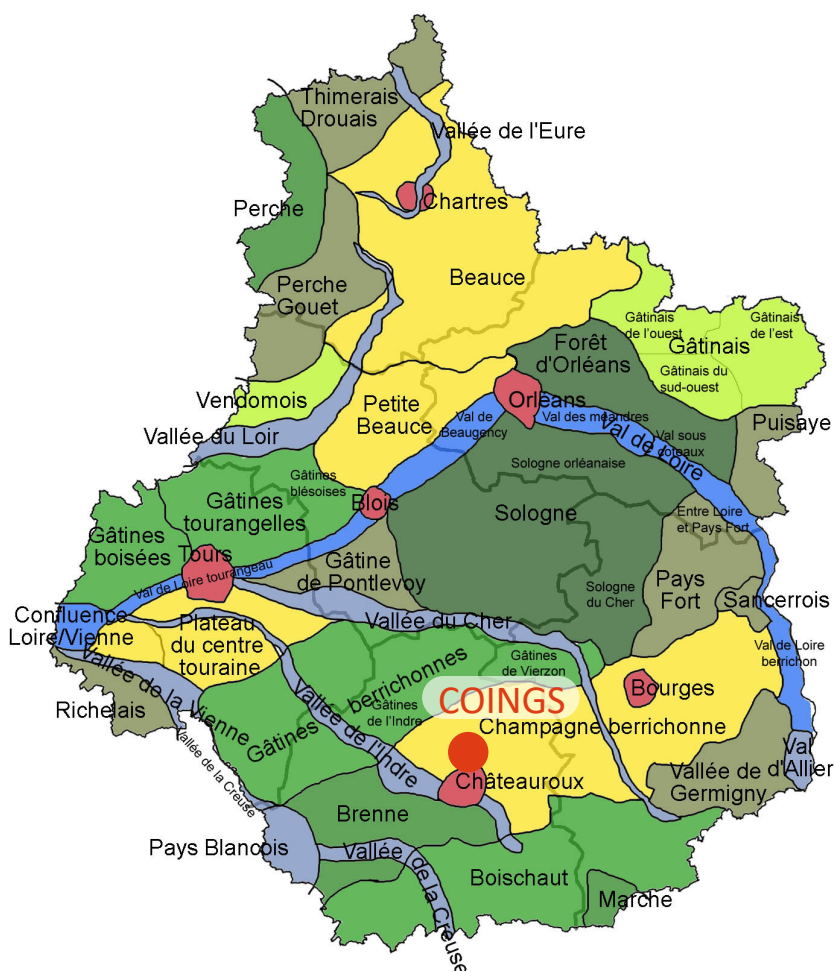 Thimerais
Drouais
Vallée de l'Eure
Perche
Chartres
Perche
Gouet
Beauce
Gâtinais
de l'ouest
Gâtinais
de l'est
Gâtinais
Gâtinais du
sud-ouest
Forêt
d'Orléans
Vendomois
Petite
Beauce
Orléans
Val de
Beaugency
Val des méandres
Val de Loire
Val sous
coteaux
Puisaye
Vallée du Loir
Sologne orléanaise
Gâtines
blésoises
Gâtines
tourangelles
Blois
Sologne
Entre Loire
et Pays Fort
Gâtines
boisées
Tours
Val de Loire tourangeau
Gâtine
de Pontlevoy
Sologne
du Cher
Pays
Fort
Sancerrois
Confluence
Loire/Vienne
Plateau
du centre
touraine
Vallée du Cher
Val de Loire
berrichon
Gâtines
de Vierzon
Vallée de la Vienne
Richelais
Gâtines berrichonnes
Gâtines
de l'Indre
Vallée de l'Indre
COINGS
Bourges
Champagne berrichonne
Vallée de la Creuse
Châteauroux
Vallée de
Germigny
Val
d'Allier
Brenne
Pays Blancois
Vallée
de la Creuse
Boischaut
Marche